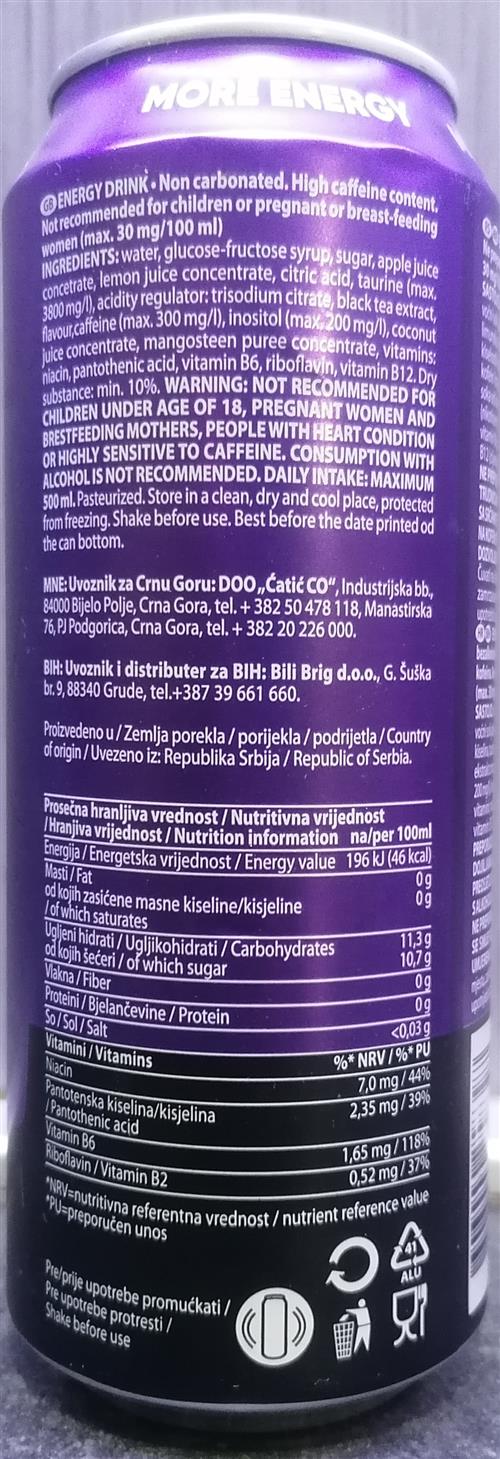 MORE ENERGY
GB ENERGY DRINK • Non carbonated. High caffeine content.
Not recommended for children or pregnant or breast-feeding
women (max. 30 mg/100 ml)
INGREDIENTS: water, glucose-fructose syrup, sugar, apple juice
concetrate, lemon juice concentrate, citric acid, taurine (max.
3800 mg/l), acidity regulator: trisodium citrate, black tea extract,
flavour,caffeine (max. 300 mg/l), inositol (max. 200 mg/l), coconut
juice concentrate, mangosteen puree concentrate, vitamins:
niacin, pantothenic acid, vitamin B6, riboflavin, vitamin B12. Dry
substance: min. 10%. WARNING: NOT RECOMMENDED FOR
CHILDREN UNDER AGE OF 18, PREGNANT WOMEN AND
BRESTFEEDING MOTHERS, PEOPLE WITH HEART CONDITION
OR HIGHLY SENSITIVE TO CAFFEINE. CONSUMPTION WITH
ALCOHOL IS NOT RECOMMENDED. DAILY INTAKE: MAXIMUM
500 ml. Pasteurized. Store in a clean, dry and cool place, protected
from freezing. Shake before use. Best before the date printed od
the can bottom.
MNE: Uvoznik za Crnu Goru: DOO „Ćatić CO“, Industrijska bb.,
84000 Bijelo Polje, Crna Gora, tel. + 382 50 478 118, Manastirska
76, PJ Podgorica, Crna Gora, tel. + 382 20 226 000.
BIH: Uvoznik i distributer za BIH: Bili Brig d.o.o., G. Šuška
br. 9, 88340 Grude, tel.+387 39 661 660.
Proizvedeno u / Zemlja porekla / porijekla / podrijetla / Country
of origin / Uvezeno iz: Republika Srbija / Republic of Serbia.
Prosečna hranljiva vrednost / Nutritivna vrijednost
/ Hranjiva vrijednost / Nutrition information na/per 100ml
Energija / Energetska vrijednost / Energy value 196 kJ (46 kcal)
Masti / Fat 0 g
od kojih zasićene masne kiseline/kisjeline 0 g
/ of which saturates
Ugljeni hidrati / Ugljikohidrati / Carbohydrates 11,3 g
od kojih šećeri / of which sugar 10,7 g
Vlakna / Fiber 0 g
Proteini / Bjelančevine / Protein 0 g
So / Sol / Salt <0,03 g
Vitamini / Vitamins %* NRV / %* PU
Niacin 7,0 mg / 44%
Pantotenska kiselina/kisjelina 2,35 mg / 39%
/ Pantothenic acid
Vitamin B6 1,65 mg / 118%
Riboflavin / Vitamin B2 0,52 mg / 37%
*NRV=nutritivna referentna vrednost / nutrient reference value
*PU=preporučen unos
Pre/prije upotrebe promućkati /
Pre upotrebe protresti /
Shake before use
41
ALU